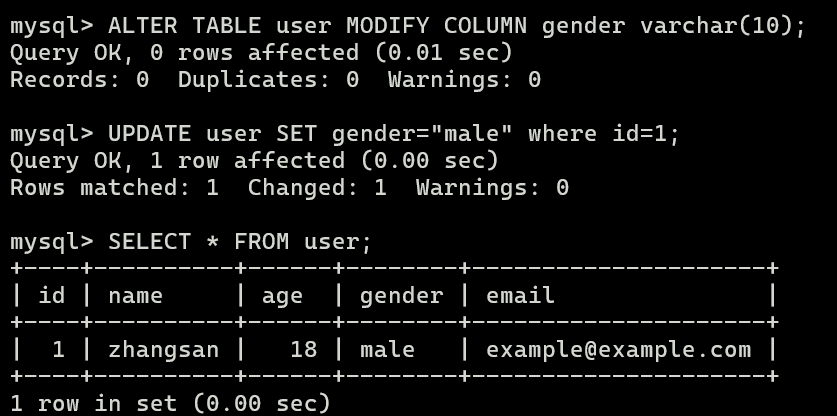 mysql> ALTER TABLE user MODIFY COLUMN gender varchar(10);
Query OK, 0 rows affected (0.01 sec)
Records: 0  Duplicates: 0  Warnings: 0
mysql> UPDATE user SET gender="male" where id=1;
Query OK, 1 row affected (0.00 sec)
Rows matched: 1  Changed: 1  Warnings: 0
mysql> SELECT * FROM user;
+----+----------+------+--------+---------------------+
| id | name     | age  | gender | email               |
+----+----------+------+--------+---------------------+
|  1 | zhangsan |   18 | male   | example@example.com |
+----+----------+------+--------+---------------------+
1 row in set (0.00 sec)